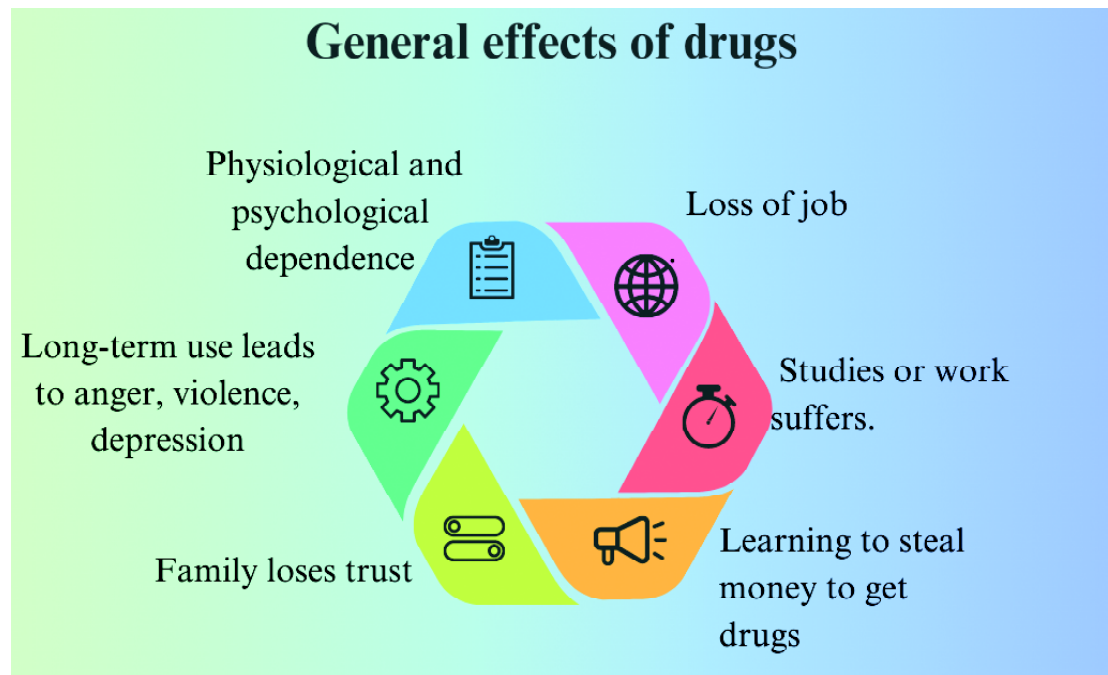 General effects of drugs
Physiological and
psychological
dependence
Loss of job
Long-term use leads
to anger, violence,
depression
Studies or work
suffers.
Family loses trust
Learning to steal
money to get
drugs